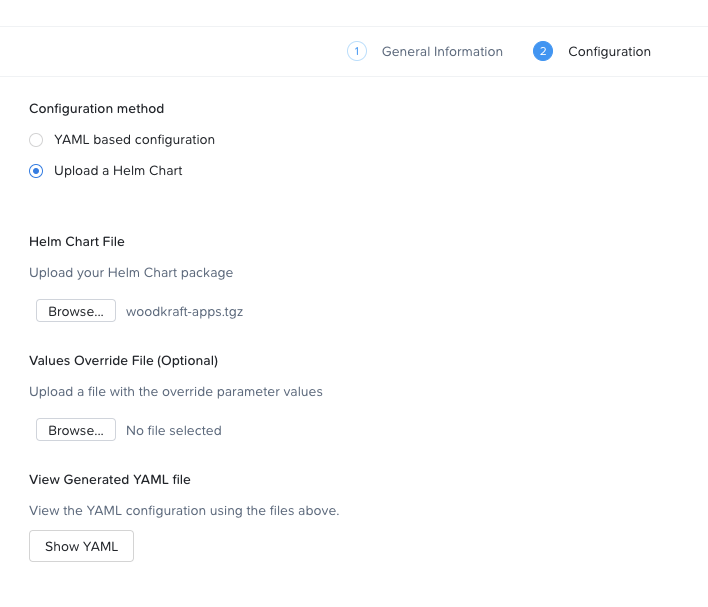 1 General Information 2 Configuration
Configuration method
YAML based configuration
Upload a Helm Chart
Helm Chart File
Upload your Helm Chart package
Browse... woodkraft-apps.tgz
Values Override File (Optional)
Upload a file with the override parameter values
Browse... No file selected
View Generated YAML file
View the YAML configuration using the files above.
Show YAML